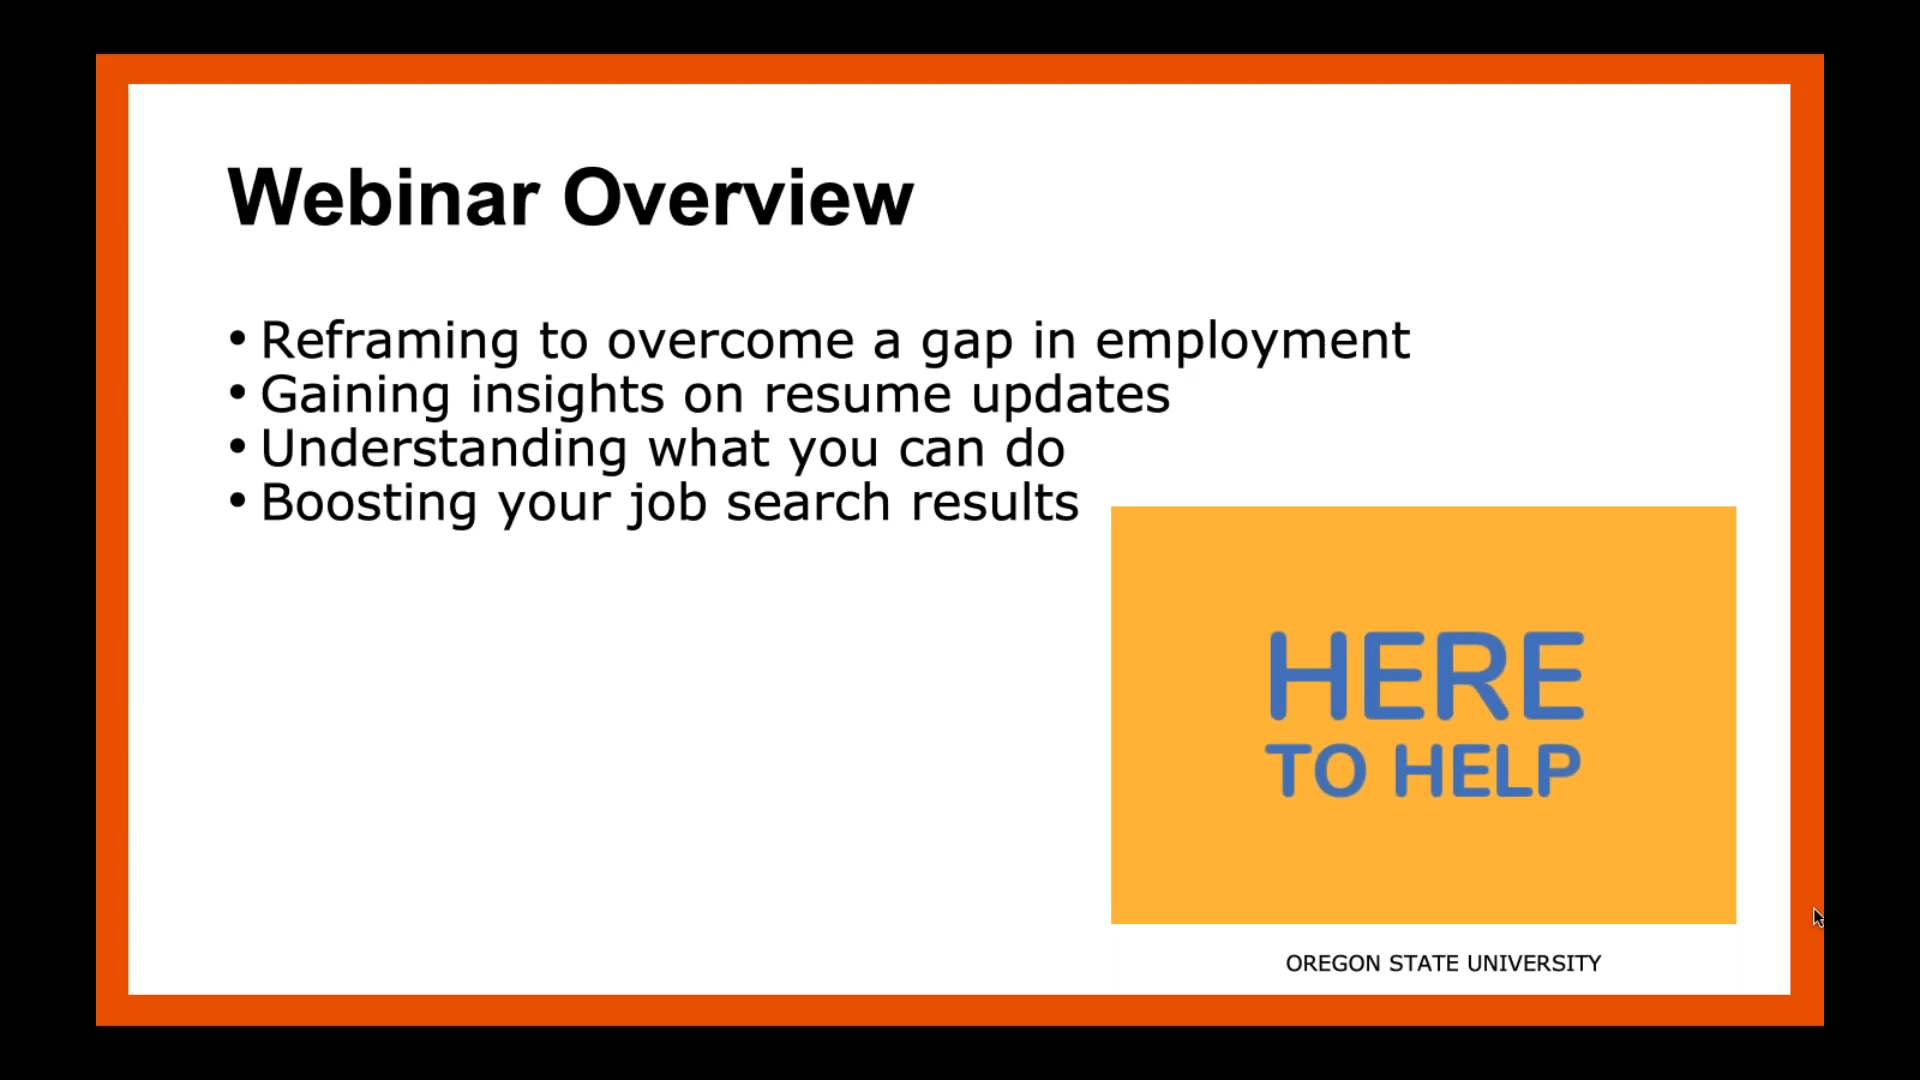 Webinar Overview
• Reframing to overcome a gap in employment
• Gaining insights on resume updates
• Understanding what you can do
• Boosting your job search results
HERE
TO HELP
OREGON STATE UNIVERSITY